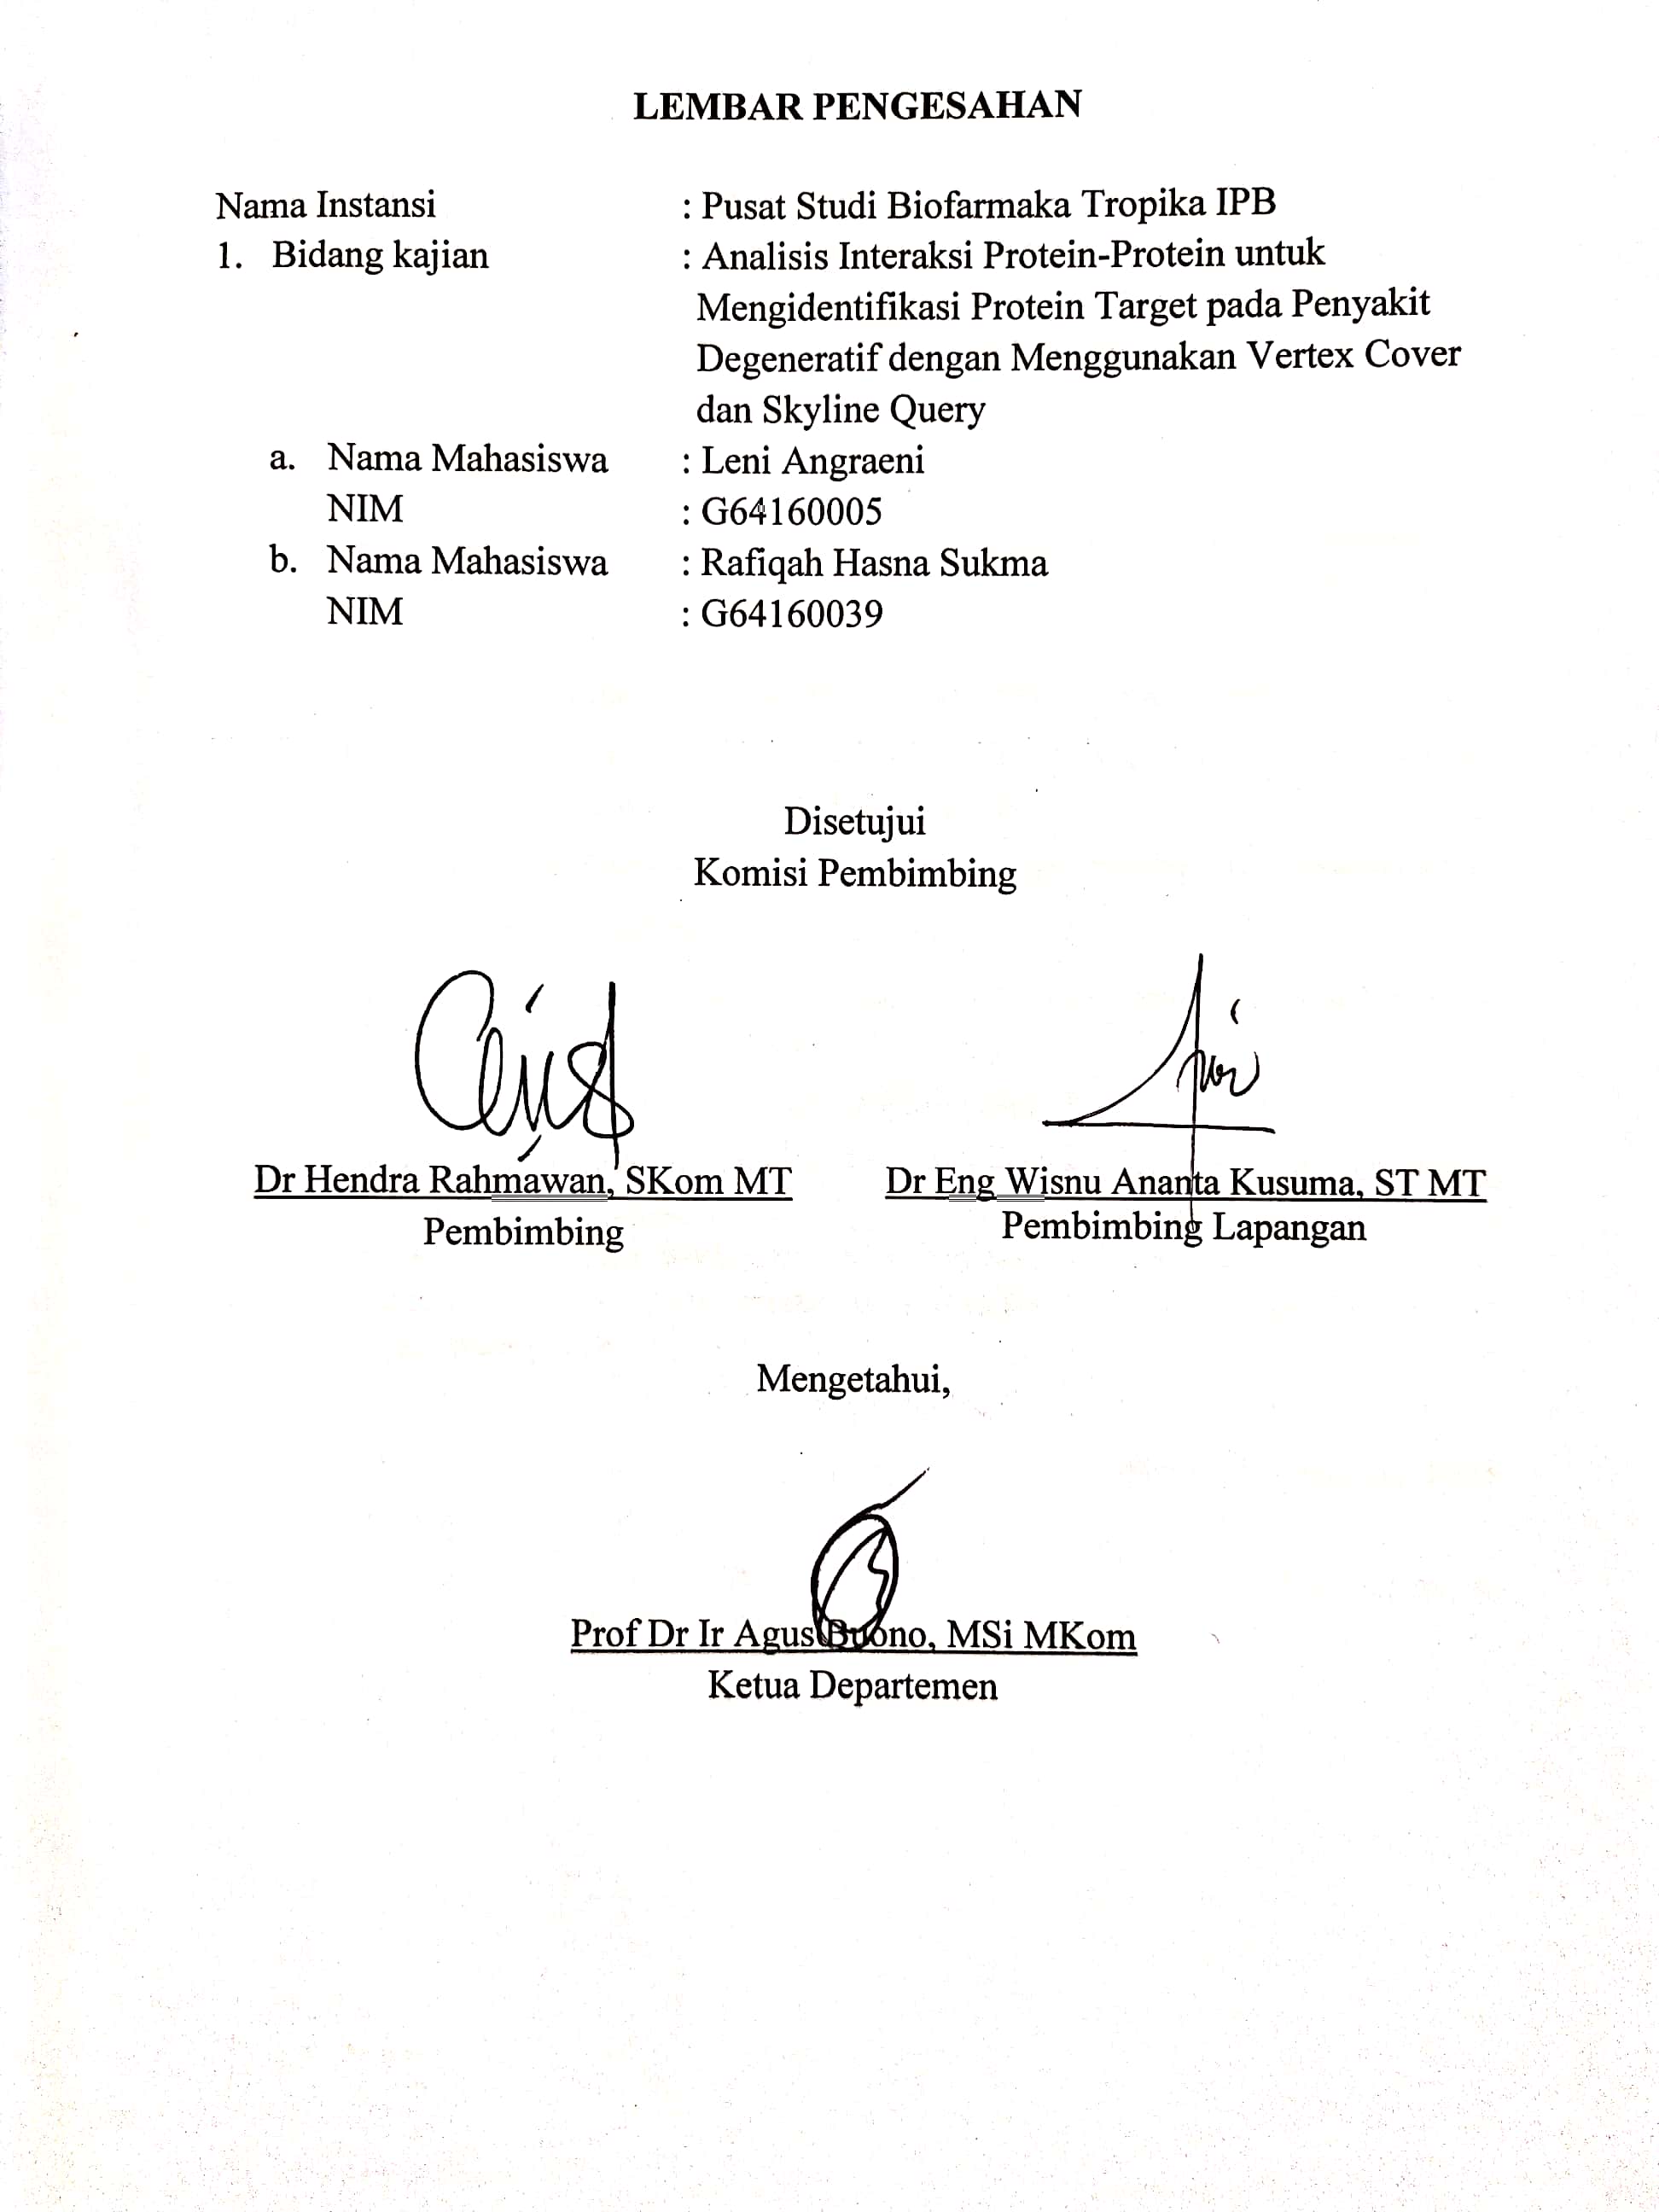 LEMBAR PENGESAHAN
Nama Instansi : Pusat Studi Biofarmaka Tropika IPB
1. Bidang kajian : Analisis Interaksi Protein-Protein untuk
Mengidentifikasi Protein Target pada Penyakit
Degeneratif dengan Menggunakan Vertex Cover
dan Skyline Query
a. Nama Mahasiswa : Leni Angraeni
NIM : G64160005
b. Nama Mahasiswa : Rafiqah Hasna Sukma
NIM : G64160039
Disetujui
Komisi Pembimbing
Dr Hendra Rahmawan, SKom MT Dr Eng Wisnu Ananta Kusuma, ST MT
Pembimbing Pembimbing Lapangan
Mengetahui,
Prof Dr Ir Agus Buono, MSi MKom
Ketua Departemen